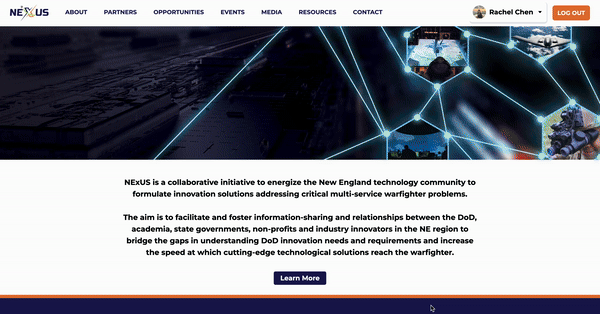 NEXUS ABOUT PARTNERS OPPORTUNITIES EVENTS MEDIA RESOURCES CONTACT Rachel Chen LOG OUT
NExUS is a collaborative initiative to energize the New England technology community to
formulate innovation solutions addressing critical multi-service warfighter problems.
The aim is to facilitate and foster information-sharing and relationships between the DoD,
academia, state governments, non-profits and industry innovators in the NE region to
bridge the gaps in understanding DoD innovation needs and requirements and increase
the speed at which cutting-edge technological solutions reach the warfighter.
Learn More